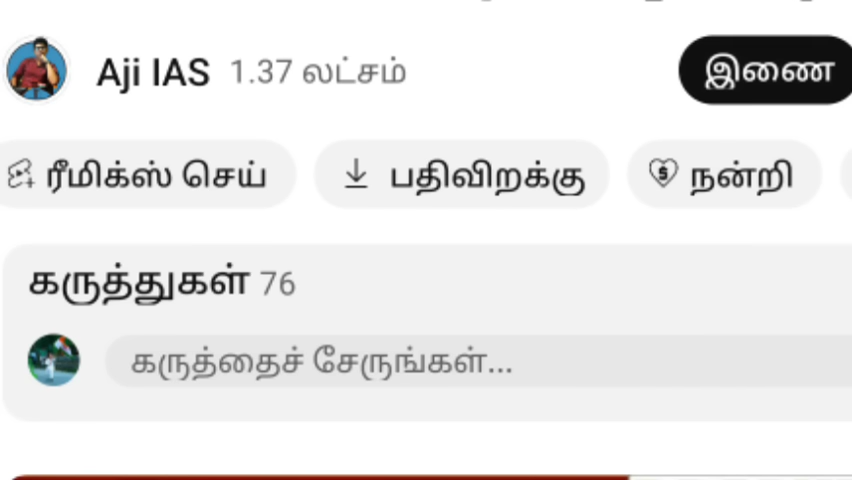 Aji IAS 1.37 லட்சம் இணை
ரீமிக்ஸ் செய் பதிவிறக்கு நன்றி
கருத்துகள் 76
கருத்தைச் சேருங்கள்...